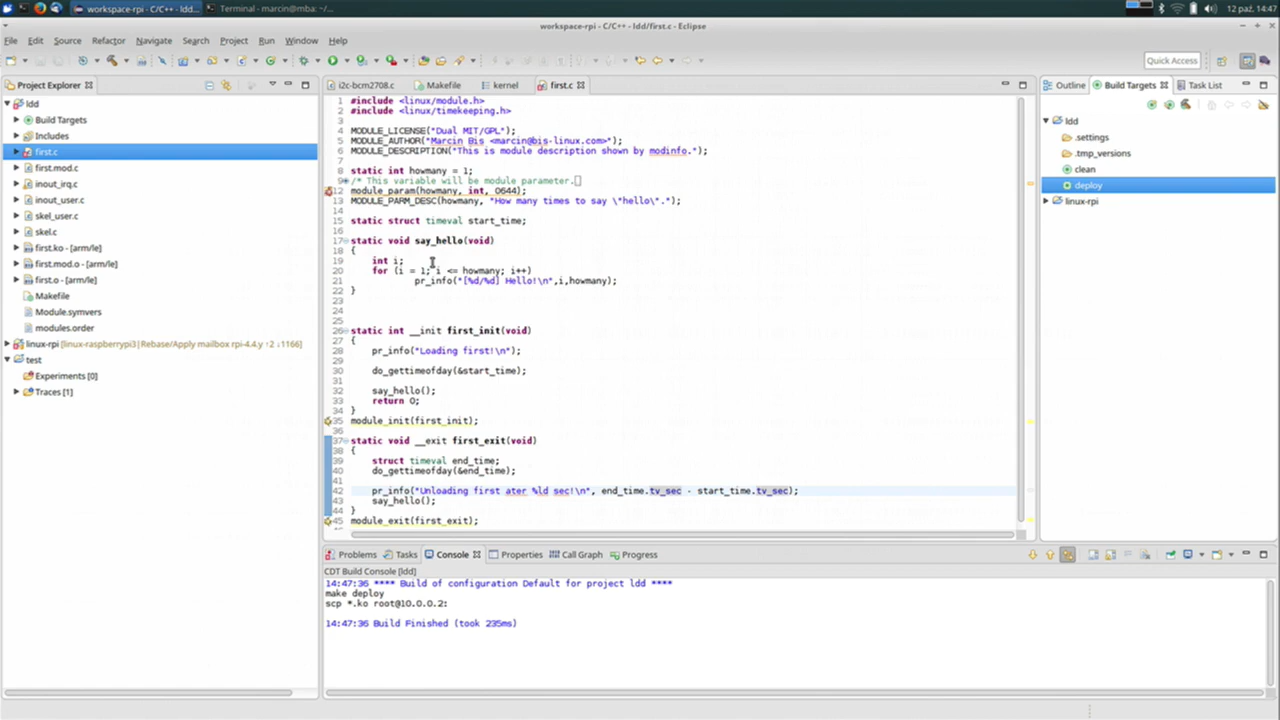 workspace-rpi - C/C++ - ldd...
Terminal - marcin@mba: ~/...
12 paź, 14:47
workspace-rpi - C/C++ - ldd/first.c - Eclipse
File Edit Source Refactor Navigate Search Project Run Window Help
Quick Access
Project Explorer
ldd
Build Targets
Includes
first.c
first.mod.c
inout_irq.c
inout_user.c
skel_user.c
skel.c
first.ko - [arm/le]
first.mod.o - [arm/le]
first.o - [arm/le]
Makefile
Module.symvers
modules.order
linux-rpi [linux-raspberrypi3|Rebase/Apply mailbox rpi-4.4.y ↑2 ↓1166]
test
Experiments [0]
Traces [1]
i2c-bcm2708.c Makefile kernel first.c
1 #include <linux/module.h>
2 #include <linux/timekeeping.h>
3
4 MODULE_LICENSE("Dual MIT/GPL");
5 MODULE_AUTHOR("Marcin Bis <marcin@bis-linux.com>");
6 MODULE_DESCRIPTION("This is module description shown by modinfo.");
7
8 static int howmany = 1;
9 /* This variable will be module parameter.
12 module_param(howmany, int, 0644);
13 MODULE_PARM_DESC(howmany, "How many times to say \"hello\".");
14
15 static struct timeval start_time;
16
17 static void say_hello(void)
18 {
19 int i;
20 for (i = 1; i <= howmany; i++)
21 pr_info("[%d/%d] Hello!\n",i,howmany);
22 }
23
24
25
26 static int __init first_init(void)
27 {
28 pr_info("Loading first!\n");
29
30 do_gettimeofday(&start_time);
31
32 say_hello();
33 return 0;
34 }
35 module_init(first_init);
36
37 static void __exit first_exit(void)
38 {
39 struct timeval end_time;
40 do_gettimeofday(&end_time);
41
42 pr_info("Unloading first ater %ld sec!\n", end_time.tv_sec - start_time.tv_sec);
43 say_hello();
44 }
45 module_exit(first_exit);
Problems Tasks Console Properties Call Graph Progress
CDT Build Console [ldd]
14:47:36 **** Build of configuration Default for project ldd ****
make deploy
scp *.ko root@10.0.0.2:
14:47:36 Build Finished (took 235ms)
Outline Build Targets Task List
ldd
.settings
.tmp_versions
clean
deploy
linux-rpi